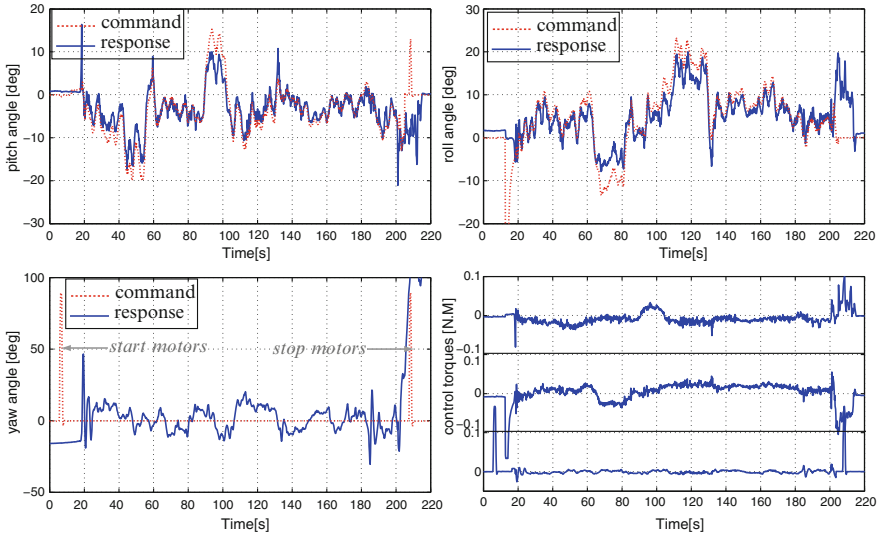 command
response
pitch angle [deg]
20
10
0
−10
−20
−30
0 20 40 60 80 100 120 140 160 180 200 220
Time[s]
command
response
roll angle [deg]
30
20
10
0
−10
−20
0 20 40 60 80 100 120 140 160 180 200 220
Time[s]
command
response
start motors
stop motors
yaw angle [deg]
100
50
0
−50
0 20 40 60 80 100 120 140 160 180 200 220
Time[s]
control torques [N.M]
0.1
0
−0.1
0.1
0
−0.1
0.1
0
0 20 40 60 80 100 120 140 160 180 200 220
Time[s]